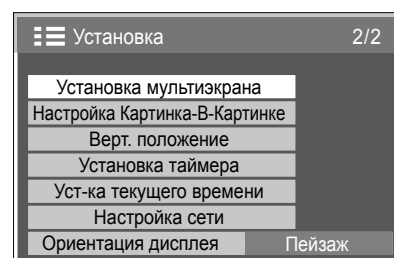 Установка 2/2
Установка мультиэкрана
Настройка Картинка-В-Картинке
Верт. положение
Установка таймера
Уст-ка текущего времени
Настройка сети
Ориентация дисплея Пейзаж